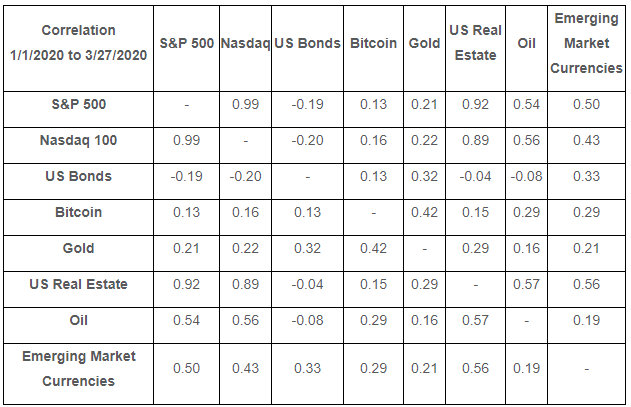 Correlation
1/1/2020 to 3/27/2020
S&P 500 Nasdaq US Bonds Bitcoin Gold US Real Estate Oil Emerging Market Currencies
S&P 500 - 0.99 -0.19 0.13 0.21 0.92 0.54 0.50
Nasdaq 100 0.99 - -0.20 0.16 0.22 0.89 0.56 0.43
US Bonds -0.19 -0.20 - 0.13 0.32 -0.04 -0.08 0.33
Bitcoin 0.13 0.16 0.13 - 0.42 0.15 0.29 0.29
Gold 0.21 0.22 0.32 0.42 - 0.29 0.16 0.21
US Real Estate 0.92 0.89 -0.04 0.15 0.29 - 0.57 0.56
Oil 0.54 0.56 -0.08 0.29 0.16 0.57 - 0.19
Emerging Market Currencies 0.50 0.43 0.33 0.29 0.21 0.56 0.19 -